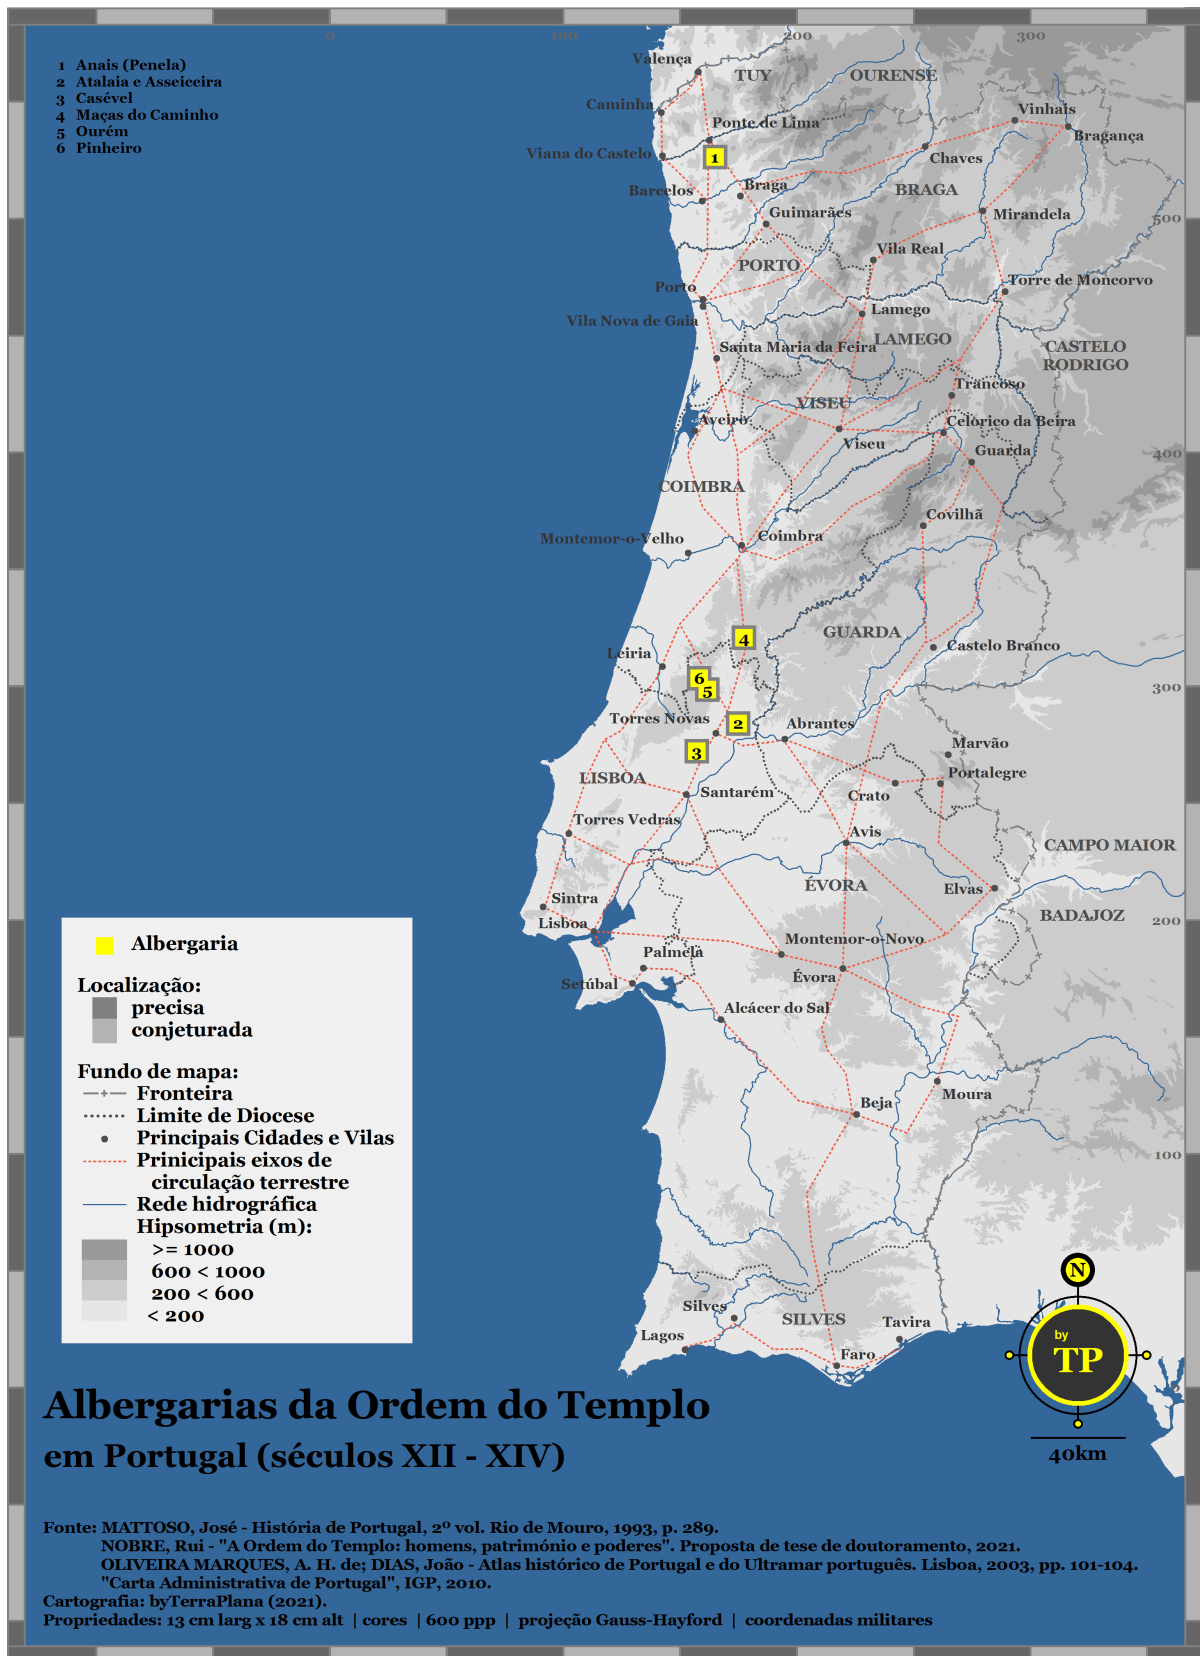 0
100
200
300
1 Anais (Penela)
2 Atalaia e Asseiceira
3 Casével
4 Maças do Caminho
5 Ourém
6 Pinheiro
Valença
TUY
OURENSE
Caminha
Vinhais
Ponte de Lima
Bragança
Viana do Castelo
1
Chaves
Barcelos
Braga
BRAGA
Guimarães
Mirandela
500
Vila Real
PORTO
Torre de Moncorvo
Porto
Lamego
Vila Nova de Gaia
LAMEGO
Santa Maria da Feira
CASTELO
RODRIGO
Trancoso
VISEU
Aveiro
Celorico da Beira
Viseu
Guarda
400
COIMBRA
Covilhã
Montemor-o-Velho
Coimbra
GUARDA
4
Leiria
Castelo Branco
6
5
300
Torres Novas
2
Abrantes
3
Marvão
LISBOA
Portalegre
Santarém
Crato
Torres Vedras
Avis
CAMPO MAIOR
ÉVORA
Elvas
Sintra
BADAJOZ
200
Lisboa
Montemor-o-Novo
Palmela
Évora
Setúbal
Alcácer do Sal
Moura
Beja
100
Silves
SILVES
Tavira
Lagos
Faro
Albergaria
Localização:
precisa
conjeturada
Fundo de mapa:
Fronteira
Limite de Diocese
Principais Cidades e Vilas
Prinicipais eixos de
circulação terrestre
Rede hidrográfica
Hipsometria (m):
>= 1000
600 < 1000
200 < 600
< 200
N
by
TP
40km
Albergarias da Ordem do Templo
em Portugal (séculos XII - XIV)
Fonte: MATTOSO, José - História de Portugal, 2º vol. Rio de Mouro, 1993, p. 289.
NOBRE, Rui - "A Ordem do Templo: homens, património e poderes". Proposta de tese de doutoramento, 2021.
OLIVEIRA MARQUES, A. H. de; DIAS, João - Atlas histórico de Portugal e do Ultramar português. Lisboa, 2003, pp. 101-104.
"Carta Administrativa de Portugal", IGP, 2010.
Cartografia: byTerraPlana (2021).
Propriedades: 13 cm larg x 18 cm alt | cores | 600 ppp | projeção Gauss-Hayford | coordenadas militares